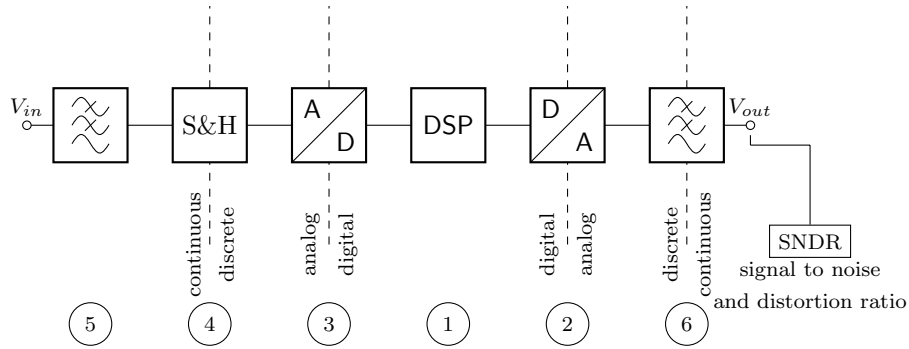 V_in
S&H
A
D
DSP
D
A
V_out
continuous
discrete
analog
digital
digital
analog
discrete
continuous
SNDR
signal to noise
and distortion ratio
5
4
3
1
2
6